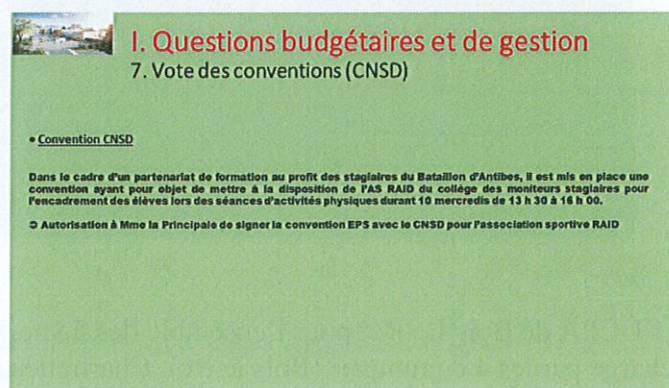 I. Questions budgétaires et de gestion
7. Vote des conventions (CNSD)
• Convention CNSD
Dans le cadre d'un partenariat de formation au profit des stagiaires du Bataillon d'Antibes, il est mis en place une
convention ayant pour objet de mettre à la disposition de l'AS RAID du collège des moniteurs stagiaires pour
l'encadrement des élèves lors des séances d'activités physiques durant 10 mercredis de 13 h 30 à 16 h 00.
➲ Autorisation à Mme la Principale de signer la convention EPS avec le CNSD pour l'association sportive RAID